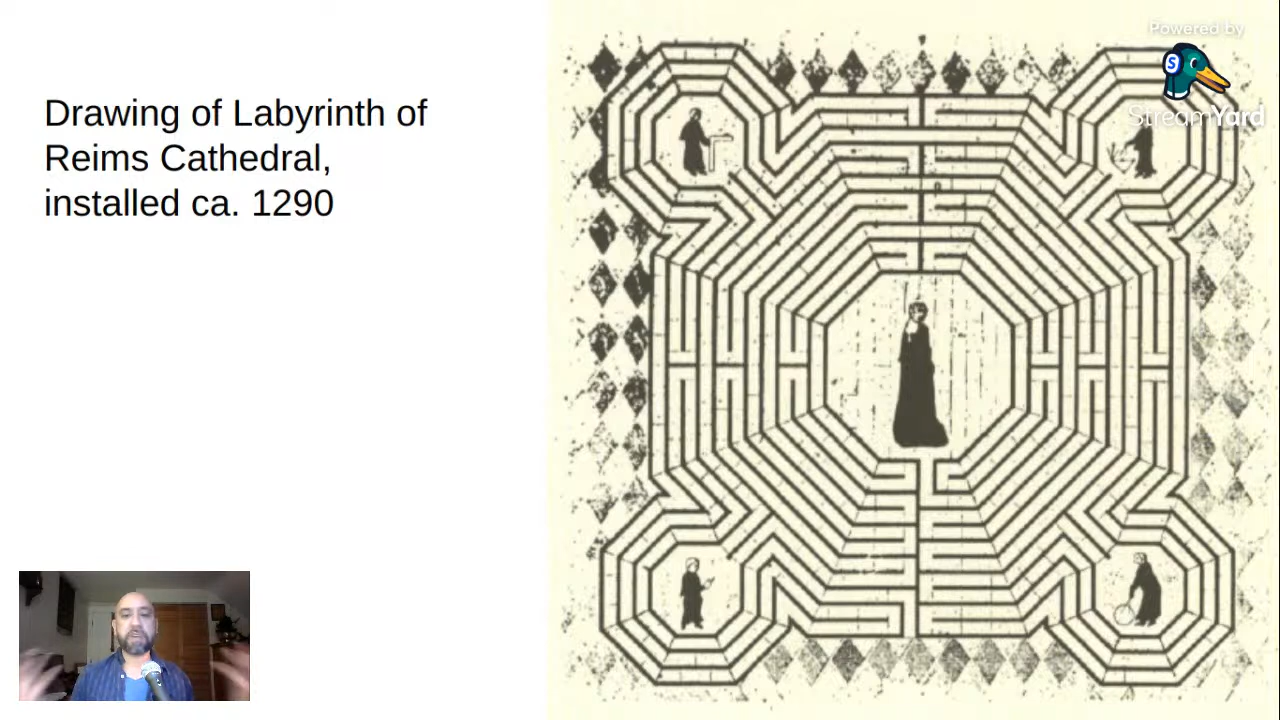 Drawing of Labyrinth of
Reims Cathedral,
installed ca. 1290
Powered by
StreamYard